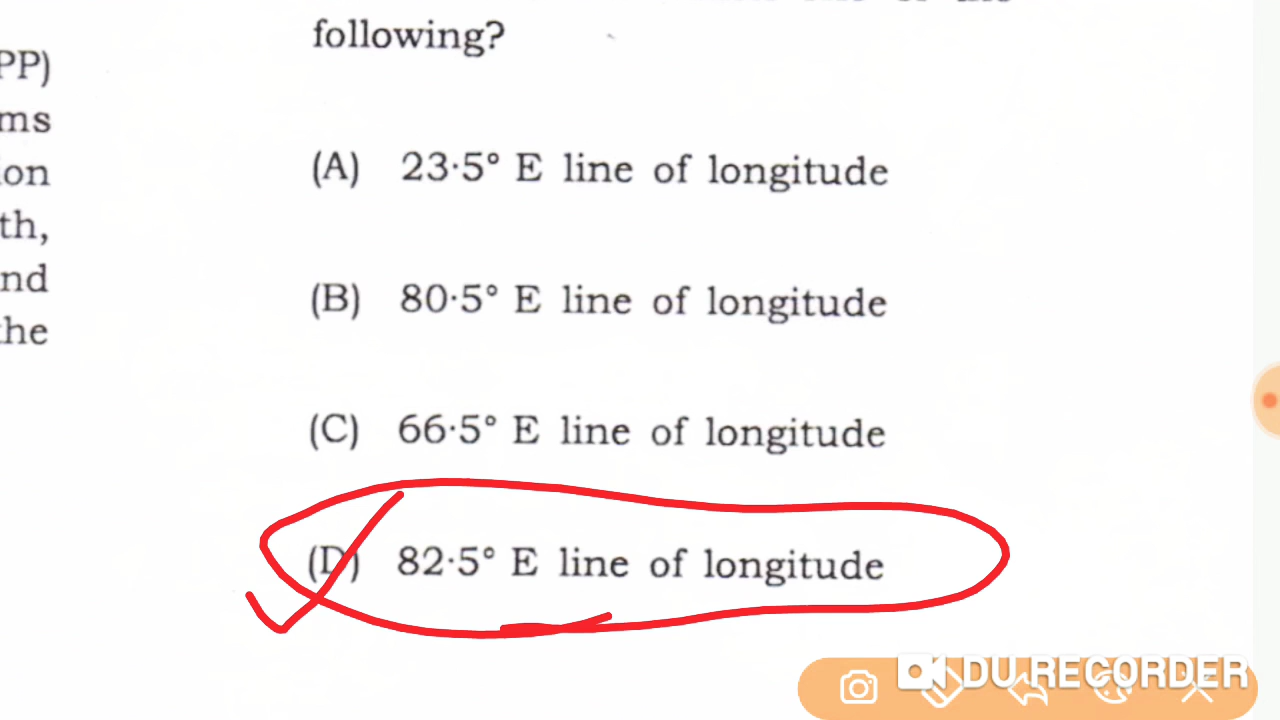 following?
(A) 23·5° E line of longitude
(B) 80·5° E line of longitude
(C) 66·5° E line of longitude
(D) 82·5° E line of longitude
PP)
ms
ion
th,
nd
the
DU RECORDER